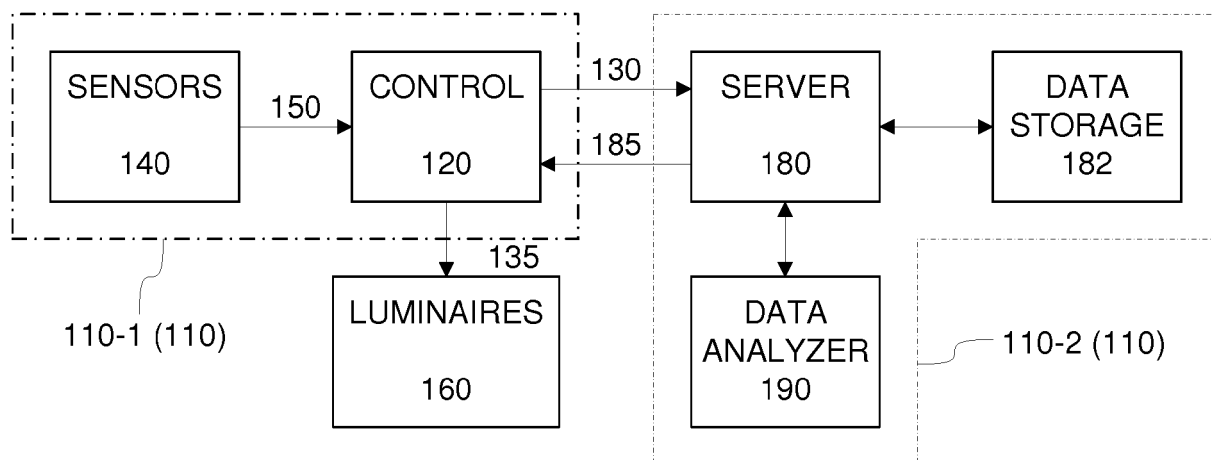 SENSORS
140
150
CONTROL
120
130
185
SERVER
180
DATA
STORAGE
182
135
LUMINAIRES
160
DATA
ANALYZER
190
110-1 (110)
110-2 (110)